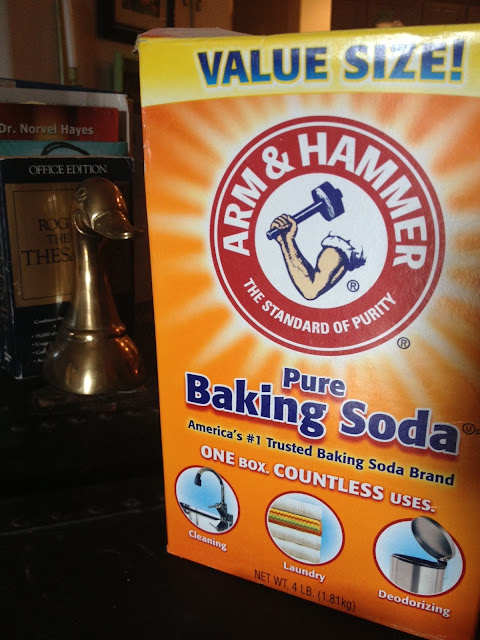 VALUE SIZE!
ARM & HAMMER
®
THE STANDARD OF PURITY
®
Pure
Baking Soda
America's #1 Trusted Baking Soda Brand
ONE BOX. COUNTLESS USES.
Cleaning
Laundry
Deodorizing
NET WT. 4 LB. (1.81kg)
Dr. Norvel Hayes
OFFICE EDITION
ROG
THE
THESA